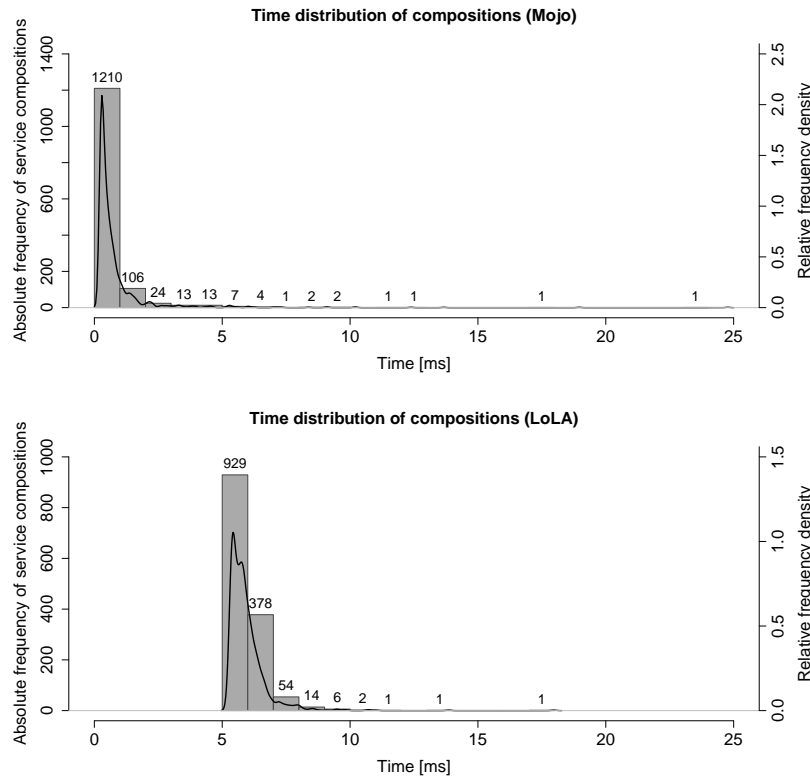 Time distribution of compositions (Mojo)
Absolute frequency of service compositions
0 200 600 1000 1400
1210 106 24 13 13 7 4 1 2 2 1 1 1 1
0.0 0.5 1.0 1.5 2.0 2.5
Relative frequency density
0 5 10 15 20 25
Time [ms]
Time distribution of compositions (LoLA)
Absolute frequency of service compositions
0 200 400 600 800 1000
929 378 54 14 6 2 1 1 1
0.0 0.5 1.0 1.5
Relative frequency density
0 5 10 15 20 25
Time [ms]